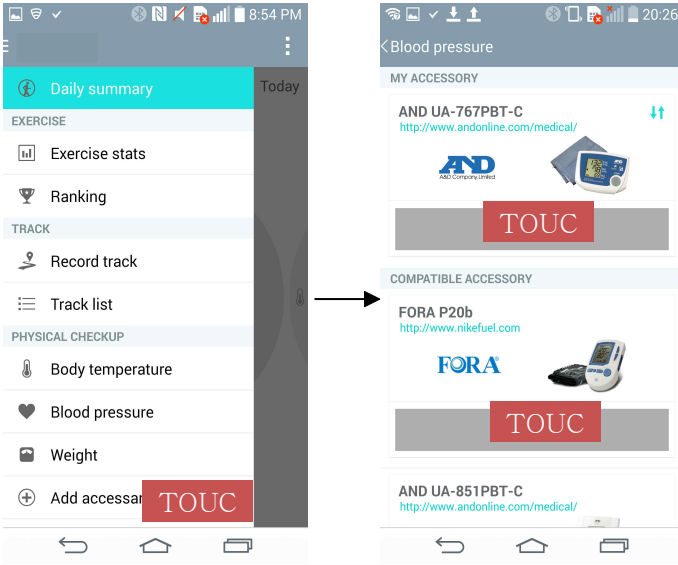 8:54 PM
Daily summary
Today
EXERCISE
Exercise stats
Ranking
TRACK
Record track
Track list
PHYSICAL CHECKUP
Body temperature
Blood pressure
Weight
Add accessar
TOUC
20:26
Blood pressure
MY ACCESSORY
AND UA-767PBT-C
http://www.andonline.com/medical/
AND
A&D Company,Limited
TOUC
COMPATIBLE ACCESSORY
FORA P20b
http://www.nikefuel.com
FORA
TOUC
AND UA-851PBT-C
http://www.andonline.com/medical/